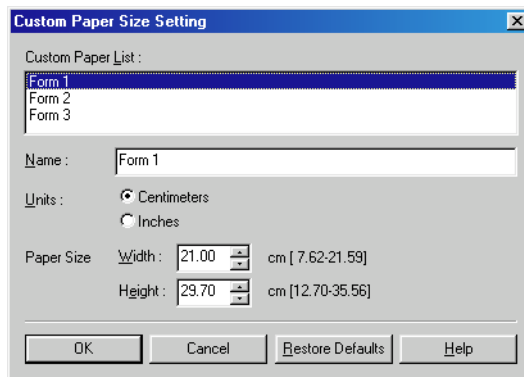 Custom Paper Size Setting
Custom Paper List :
Form 1
Form 2
Form 3
Name : Form 1
Units : Centimeters
Inches
Paper Size Width : 21.00 cm [ 7.62-21.59]
Height : 29.70 cm [12.70-35.56]
OK Cancel Restore Defaults Help